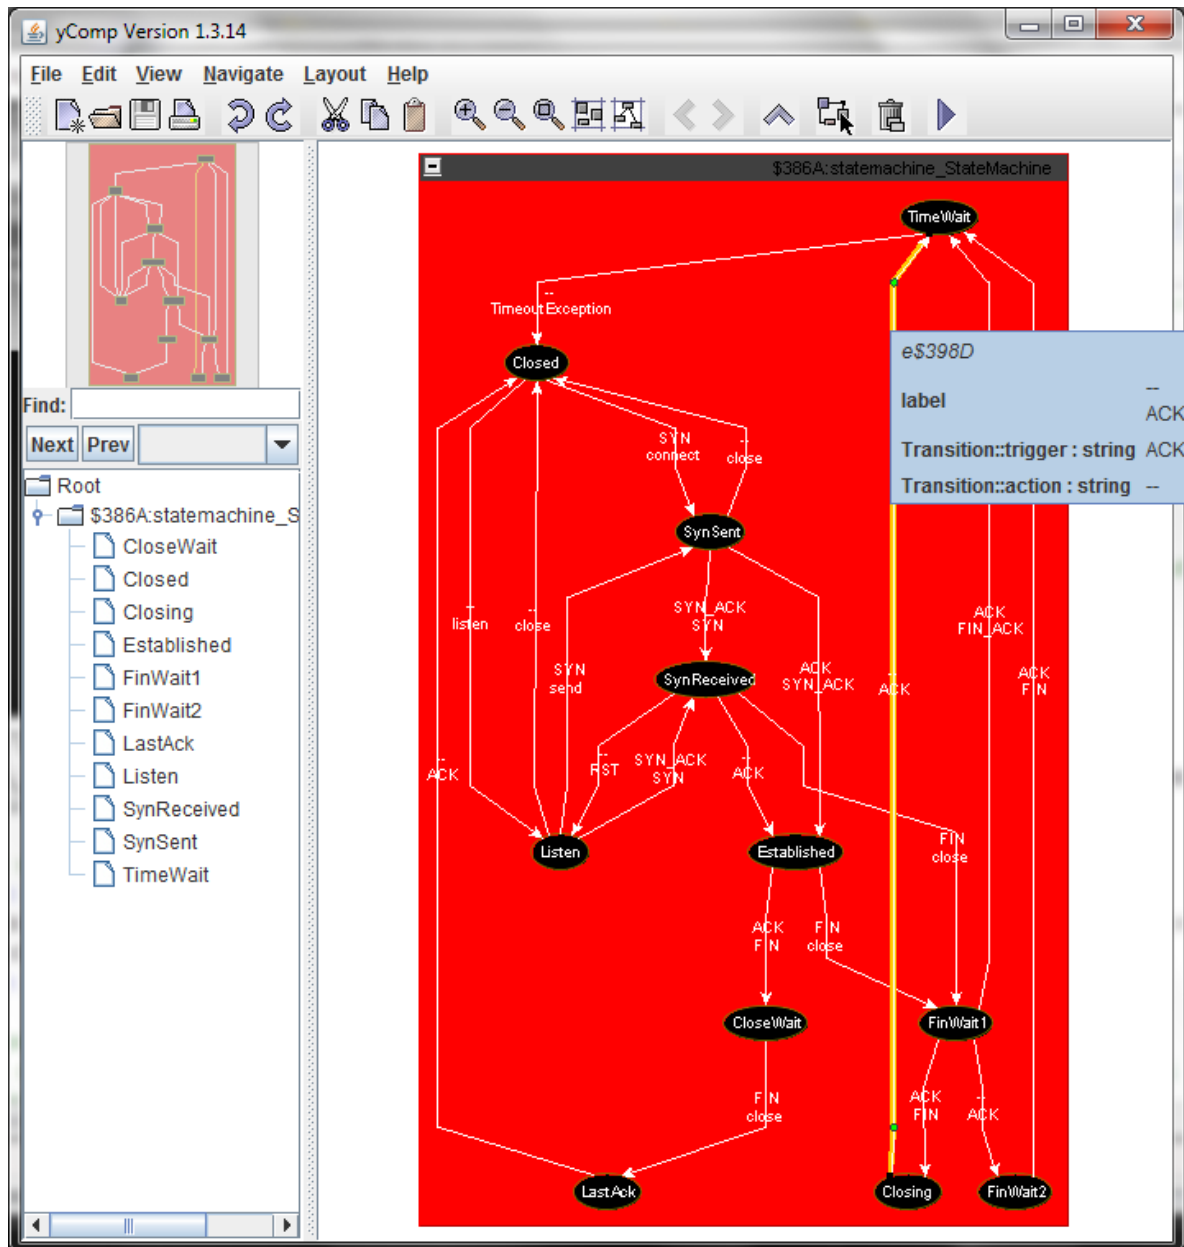 yComp Version 1.3.14
File Edit View Navigate Layout Help
Find:
Next Prev
Root
$386A:statemachine_S
CloseWait
Closed
Closing
Established
FinWait1
FinWait2
LastAck
Listen
SynReceived
SynSent
TimeWait
$386A:statemachine_StateMachine
TimeWait
--
TimeoutException
Closed
e$398D
label
--
ACK
Transition::trigger : string ACK
Transition::action : string --
SYN
connect
--
close
SynSent
--
listen
--
close
SYN_ACK
SYN
ACK
FIN_ACK
SYN
send
SynReceived
ACK
SYN_ACK
--
ACK
ACK
FIN
--
ACK
--
RST
SYN_ACK
SYN
--
ACK
Listen
Established
FIN
close
ACK
FIN
FIN
close
CloseWait
FinWait1
FIN
close
ACK
FIN
--
ACK
LastAck
Closing
FinWait2